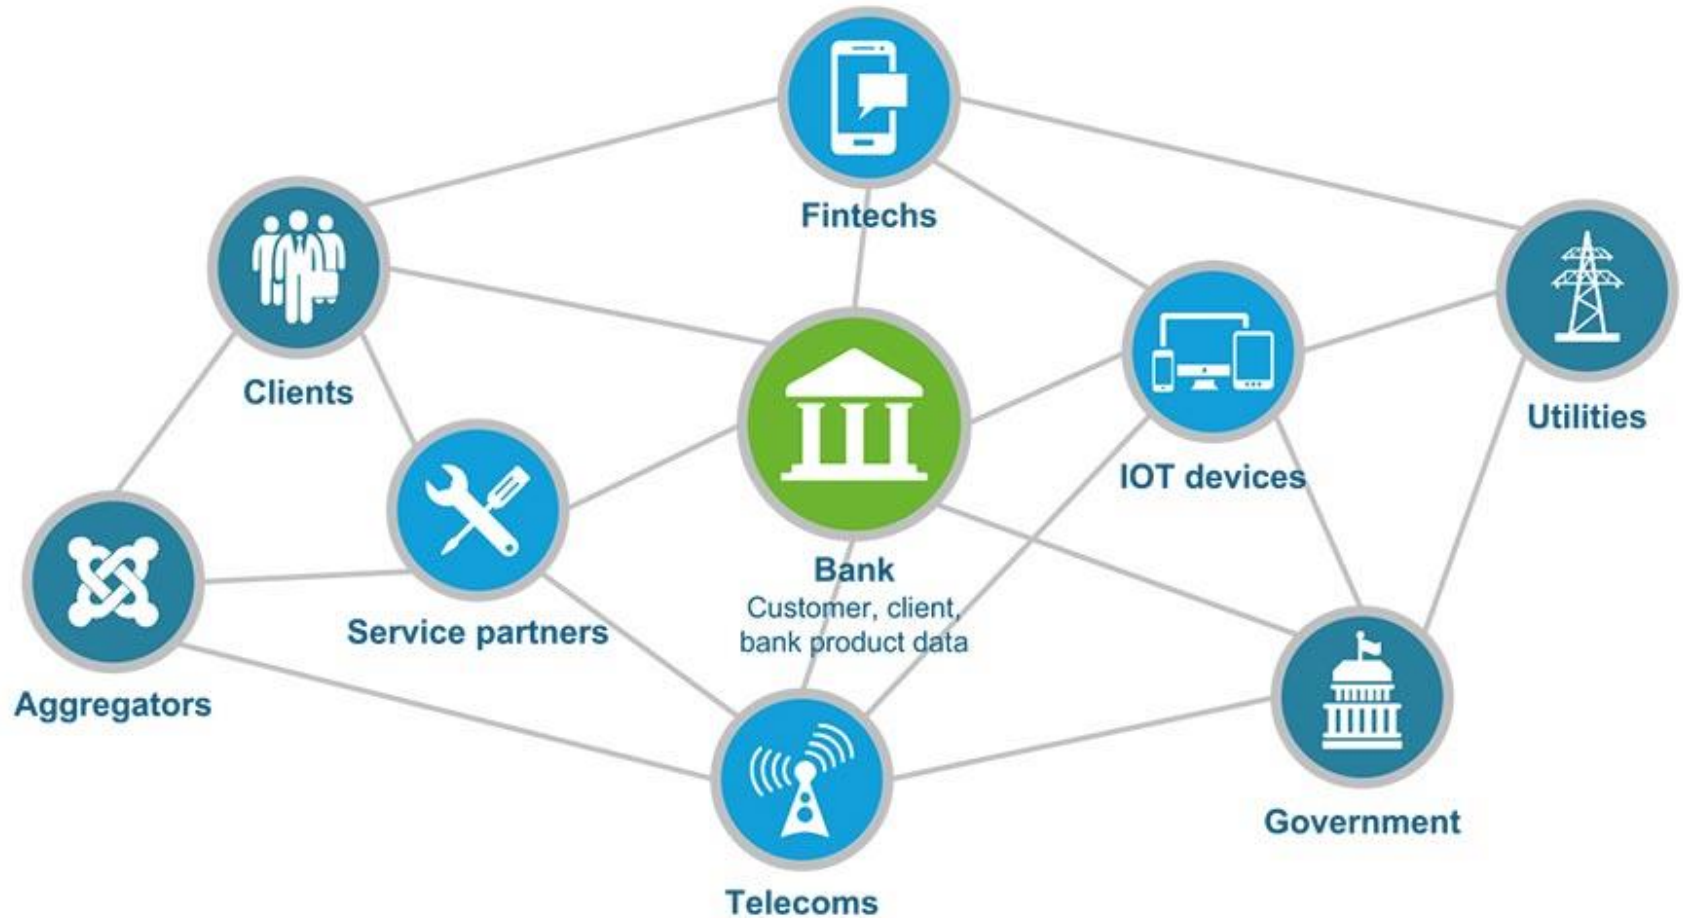 Fintechs
Clients
Utilities
IOT devices
Bank
Customer, client,
bank product data
Service partners
Aggregators
Government
Telecoms